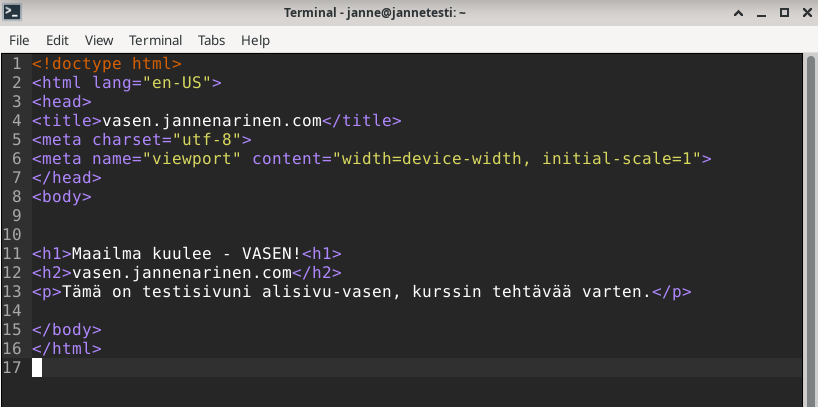 Terminal - janne@jannetesti: ~
File Edit View Terminal Tabs Help
1 <!doctype html>
2 <html lang="en-US">
3 <head>
4 <title>vasen.jannenarinen.com</title>
5 <meta charset="utf-8">
6 <meta name="viewport" content="width=device-width, initial-scale=1">
7 </head>
8 <body>
9
10
11 <h1>Maailma kuulee - VASEN!<h1>
12 <h2>vasen.jannenarinen.com</h2>
13 <p>Tämä on testisivuni alisivu-vasen, kurssin tehtävää varten.</p>
14
15 </body>
16 </html>
17